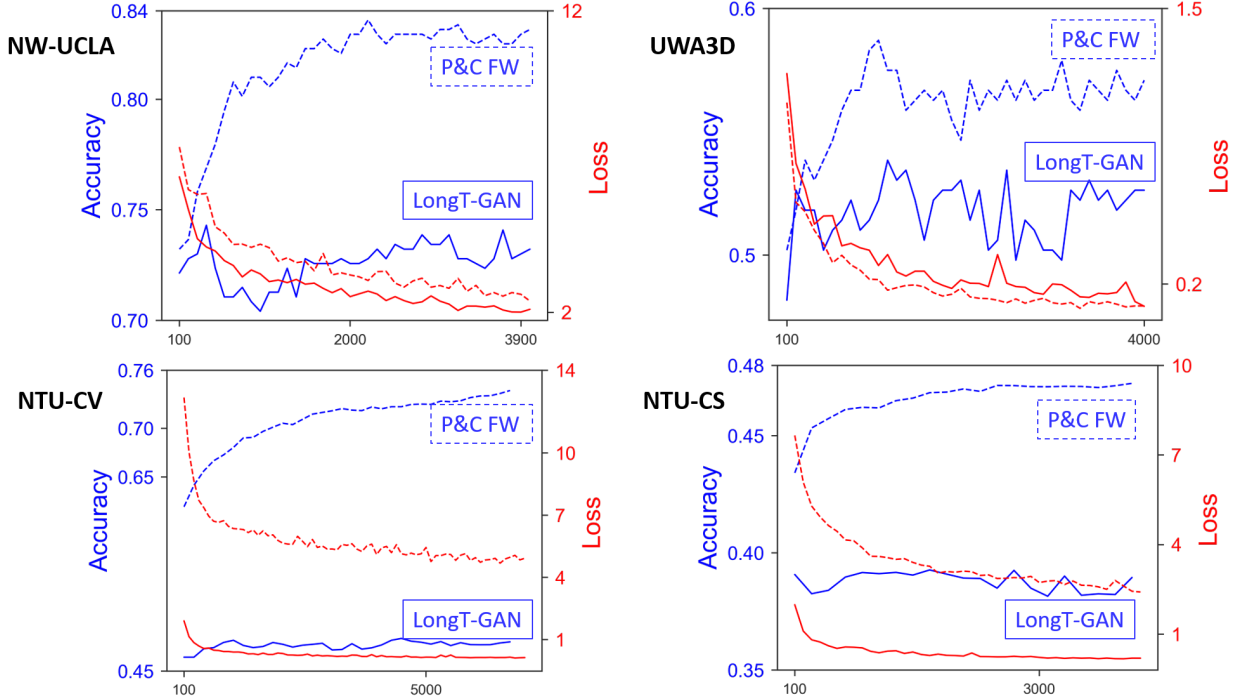 NW-UCLA
0.84
0.80
0.75
0.70
Accuracy
P&C FW
LongT-GAN
12
2
Loss
100
2000
3900
UWA3D
0.6
0.5
Accuracy
P&C FW
LongT-GAN
1.5
0.2
Loss
100
4000
NTU-CV
0.76
0.70
0.65
0.45
Accuracy
P&C FW
LongT-GAN
14
10
7
4
1
Loss
100
5000
NTU-CS
0.48
0.45
0.40
0.35
Accuracy
P&C FW
LongT-GAN
10
7
4
1
Loss
100
3000